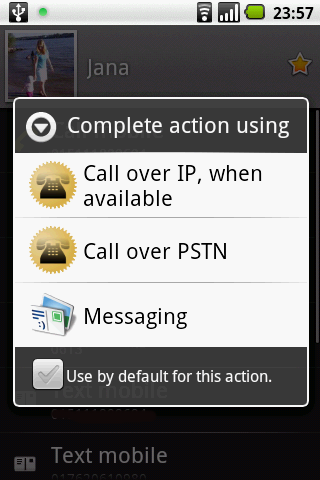 23:57
Jana
Complete action using
Call over IP, when
available
Call over PSTN
Messaging
Use by default for this action.
Text mobile
Text mobile